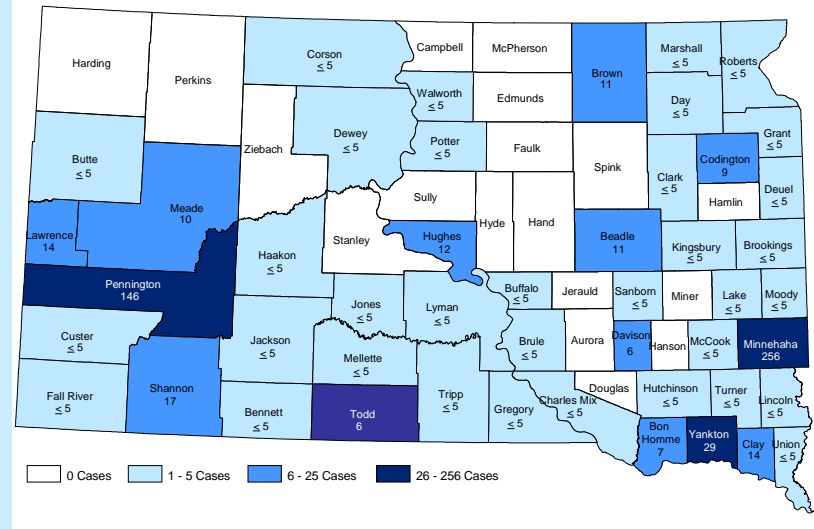 Harding
Perkins
Corson
≤ 5
Campbell
McPherson
Brown
11
Marshall
≤ 5
Roberts
≤ 5
Walworth
≤ 5
Edmunds
Day
≤ 5
Butte
≤ 5
Ziebach
Dewey
≤ 5
Potter
≤ 5
Faulk
Spink
Clark
≤ 5
Codington
9
Grant
≤ 5
Meade
10
Sully
Hyde
Hand
Hamlin
Deuel
≤ 5
Lawrence
14
Haakon
≤ 5
Stanley
Hughes
12
Beadle
11
Kingsbury
≤ 5
Brookings
≤ 5
Pennington
146
Jones
≤ 5
Lyman
≤ 5
Buffalo
≤ 5
Jerauld
Sanborn
≤ 5
Miner
Lake
≤ 5
Moody
≤ 5
Custer
≤ 5
Jackson
≤ 5
Mellette
≤ 5
Brule
≤ 5
Aurora
Davison
6
Hanson
McCook
≤ 5
Minnehaha
256
Fall River
≤ 5
Shannon
17
Bennett
≤ 5
Todd
6
Tripp
≤ 5
Gregory
≤ 5
Charles Mix
≤ 5
Douglas
Hutchinson
≤ 5
Turner
≤ 5
Lincoln
≤ 5
Bon
Homme
7
Yankton
29
Clay
14
Union
≤ 5
0 Cases
1 - 5 Cases
6 - 25 Cases
26 - 256 Cases